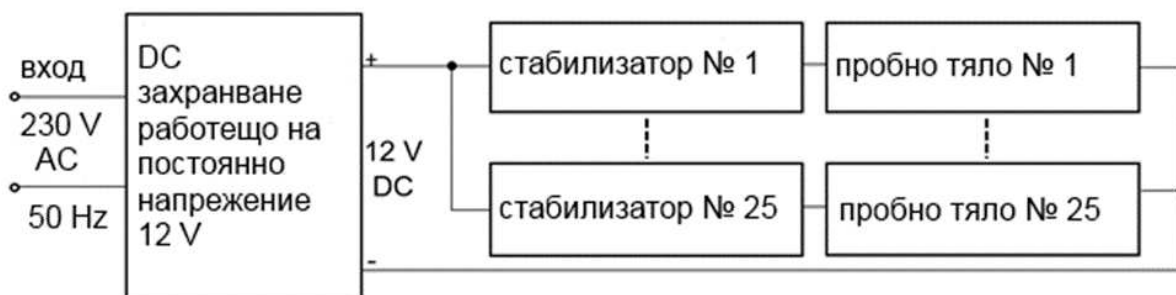 вход
230 V
AC
50 Hz
DC
захранване
работещо на
постоянно
напрежение
12 V
+
12 V
DC
-
стабилизатор № 1
пробно тяло № 1
стабилизатор № 25
пробно тяло № 25